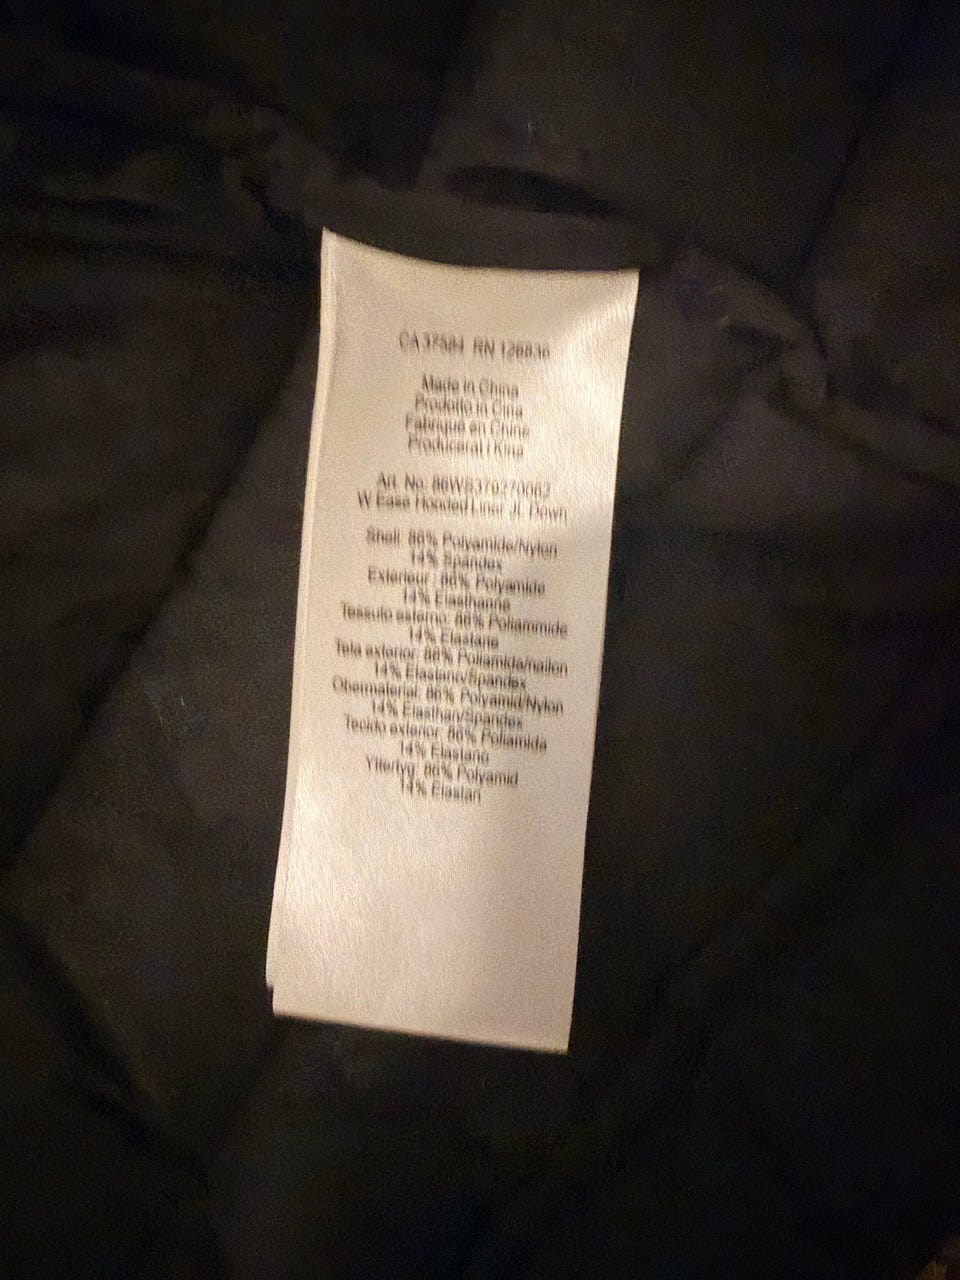 CA 37584 RN 126836
Made in China
Prodotto in Cina
Fabriqué en Chine
Producerat i Kina
Art. No.
W Ease Hooded Liner JL Down
Shell: 86% Polyamide/Nylon
14% Spandex
Exterieur: 86% Polyamide
14% Elasthanne
Tessuto esterno: 86% Poliammide
14% Elastane
Tela exterior: 86% Poliamida/nailon
14% Elastano/Spandex
Obermaterial: 86% Polyamid/Nylon
14% Elasthan/Spandex
Tecido exterior: 86% Poliamida
14% Elastano
Yttertyg: 86% Polyamid
14% Elastan